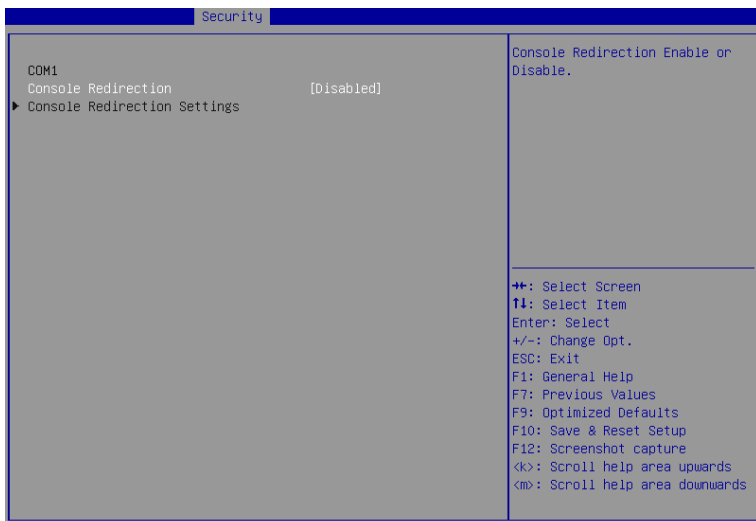 Security
COM1
Console Redirection [Disabled]
Console Redirection Settings
Console Redirection Enable or
Disable.
→←: Select Screen
↑↓: Select Item
Enter: Select
+/-: Change Opt.
ESC: Exit
F1: General Help
F7: Previous Values
F9: Optimized Defaults
F10: Save & Reset Setup
F12: Screenshot capture
<k>: Scroll help area upwards
<m>: Scroll help area downwards